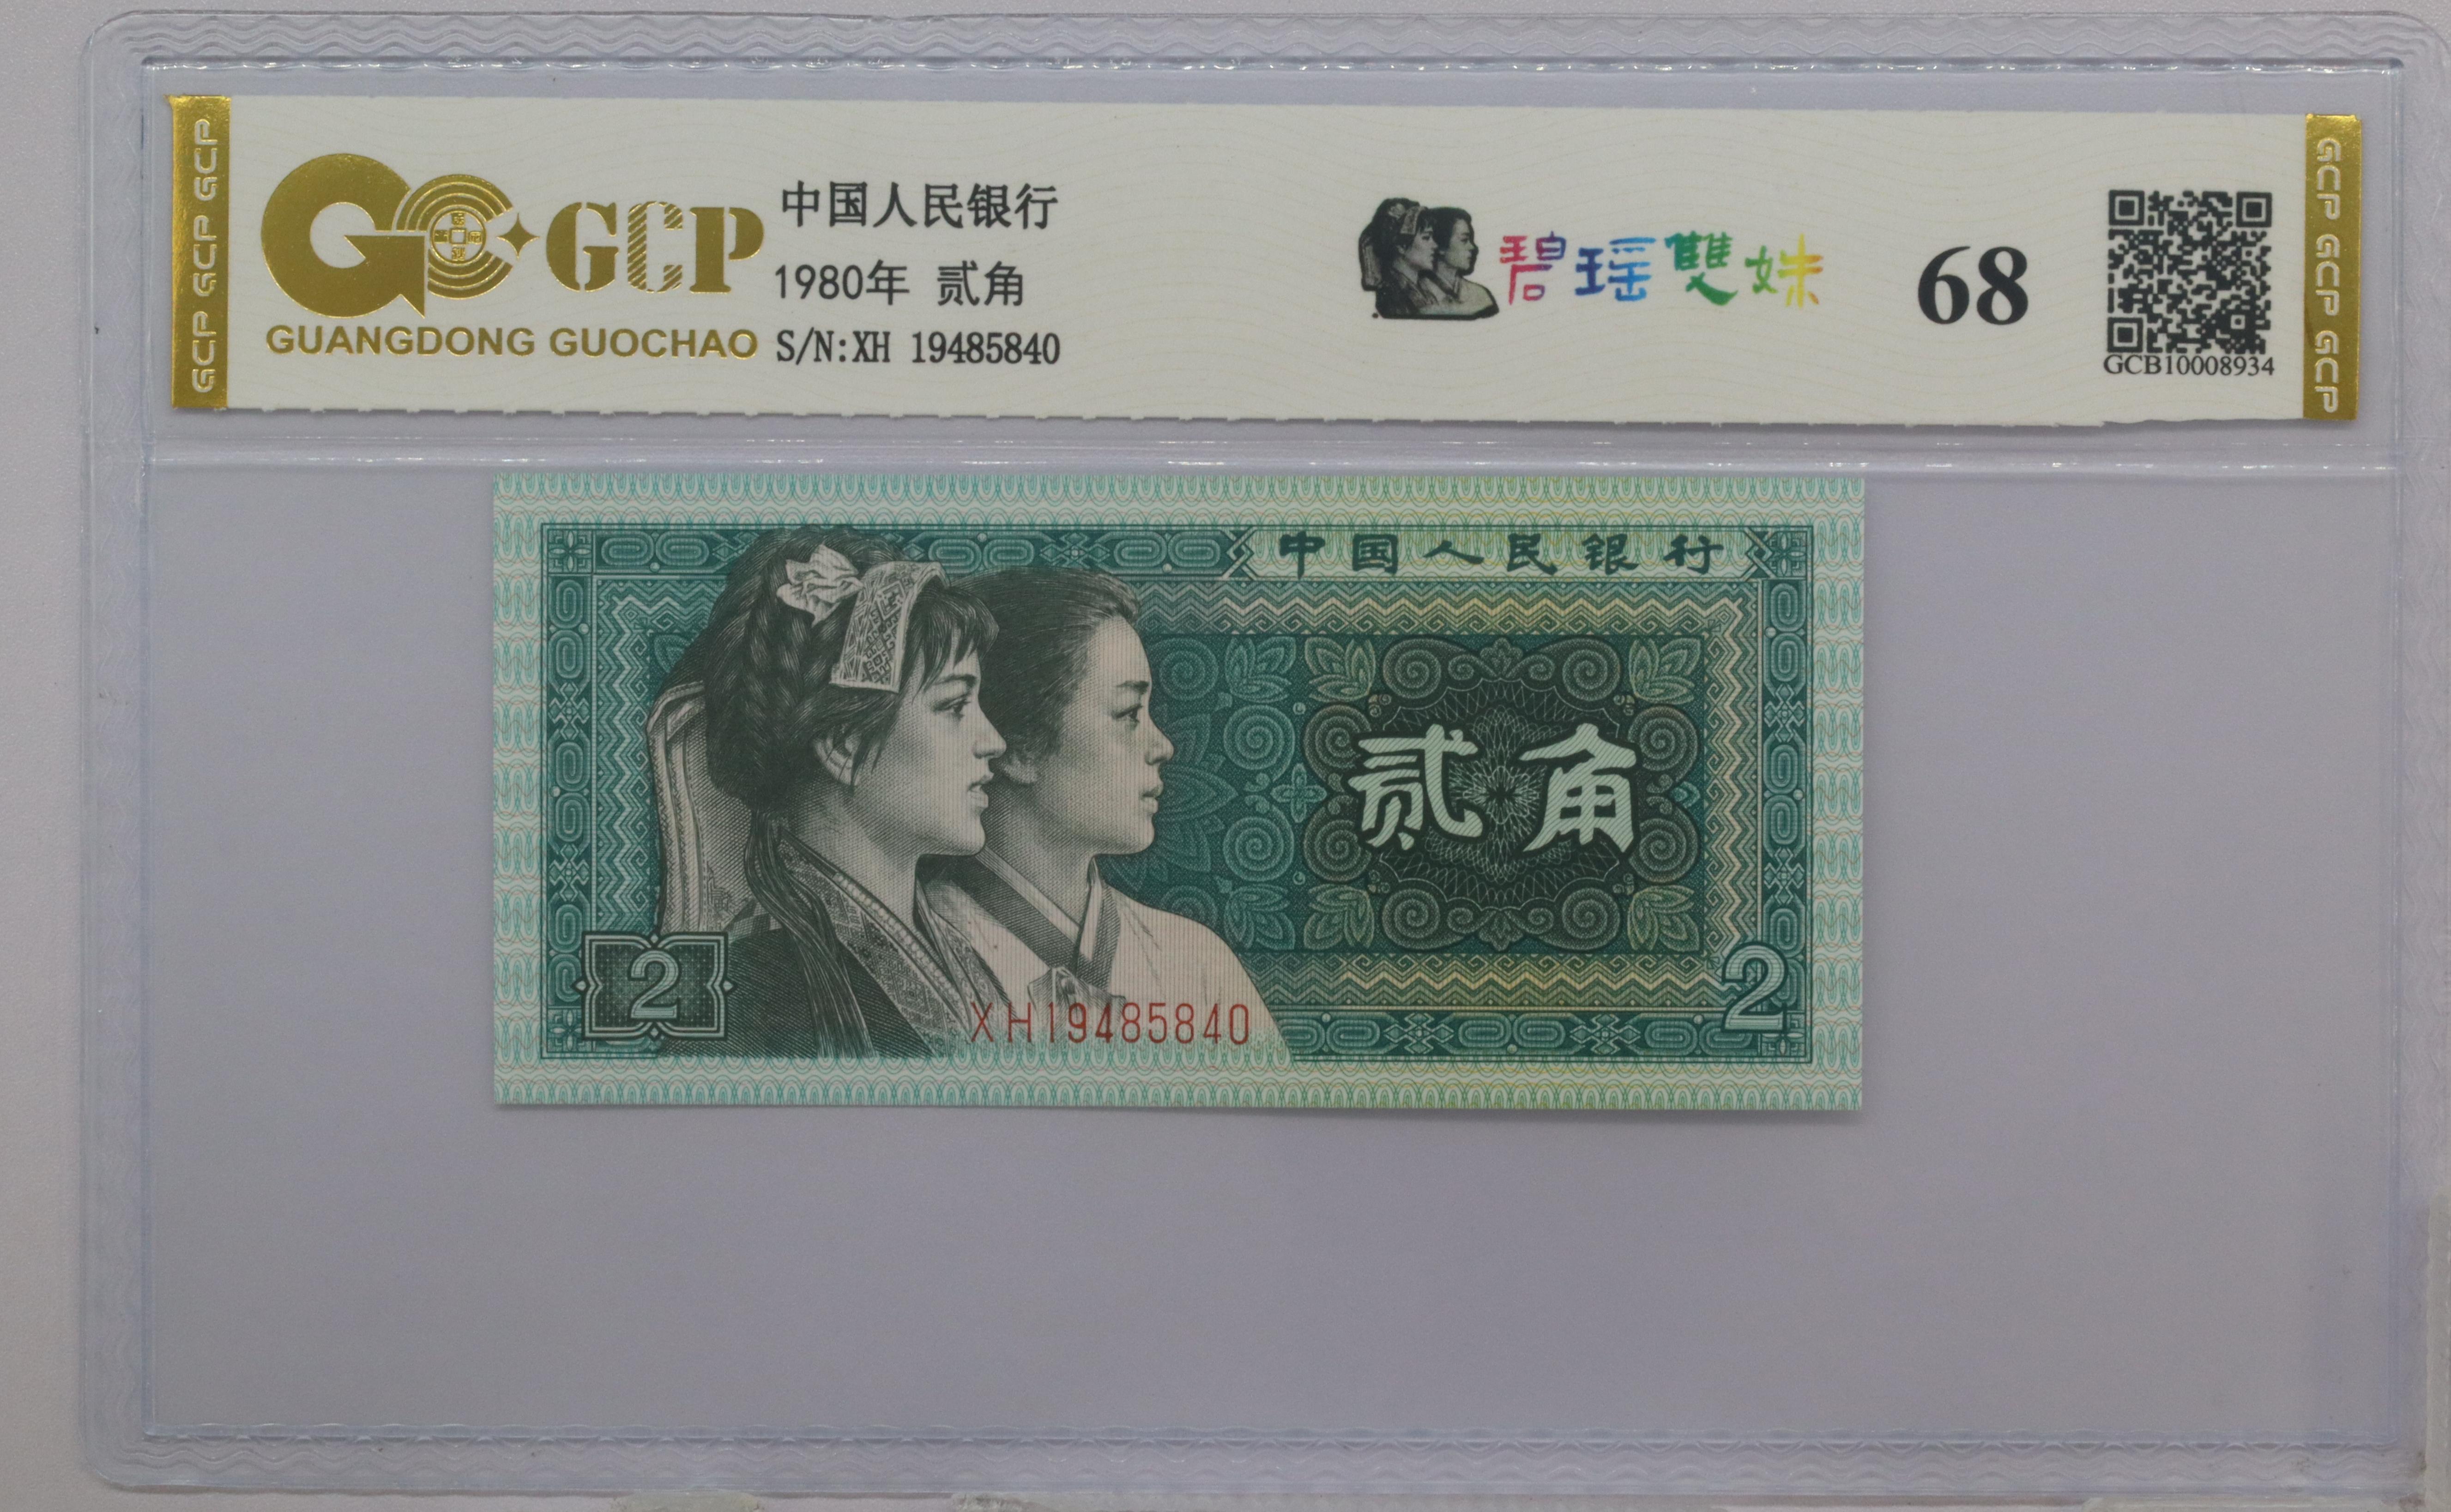 GCP GCP GCP GCP
GCP
GUANGDONG GUOCHAO
中国人民银行
1980年 贰角
S/N:XH 19485840
碧瑶雙妹
68
GCB10008934
GCP GCP GCP GCP
中国人民银行
贰角
2
2
XH19485840